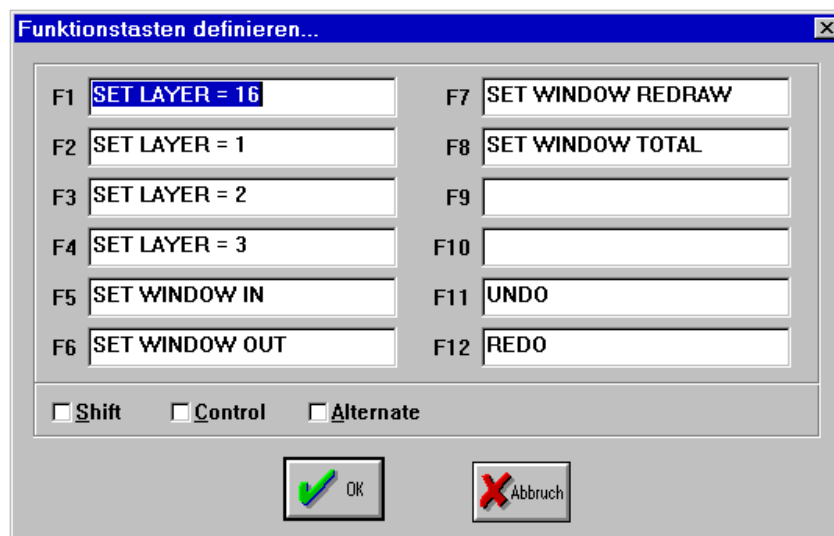 Funktionstasten definieren...
F1 SET LAYER = 16
F2 SET LAYER = 1
F3 SET LAYER = 2
F4 SET LAYER = 3
F5 SET WINDOW IN
F6 SET WINDOW OUT
F7 SET WINDOW REDRAW
F8 SET WINDOW TOTAL
F9
F10
F11 UNDO
F12 REDO
Shift Control Alternate
OK Abbruch